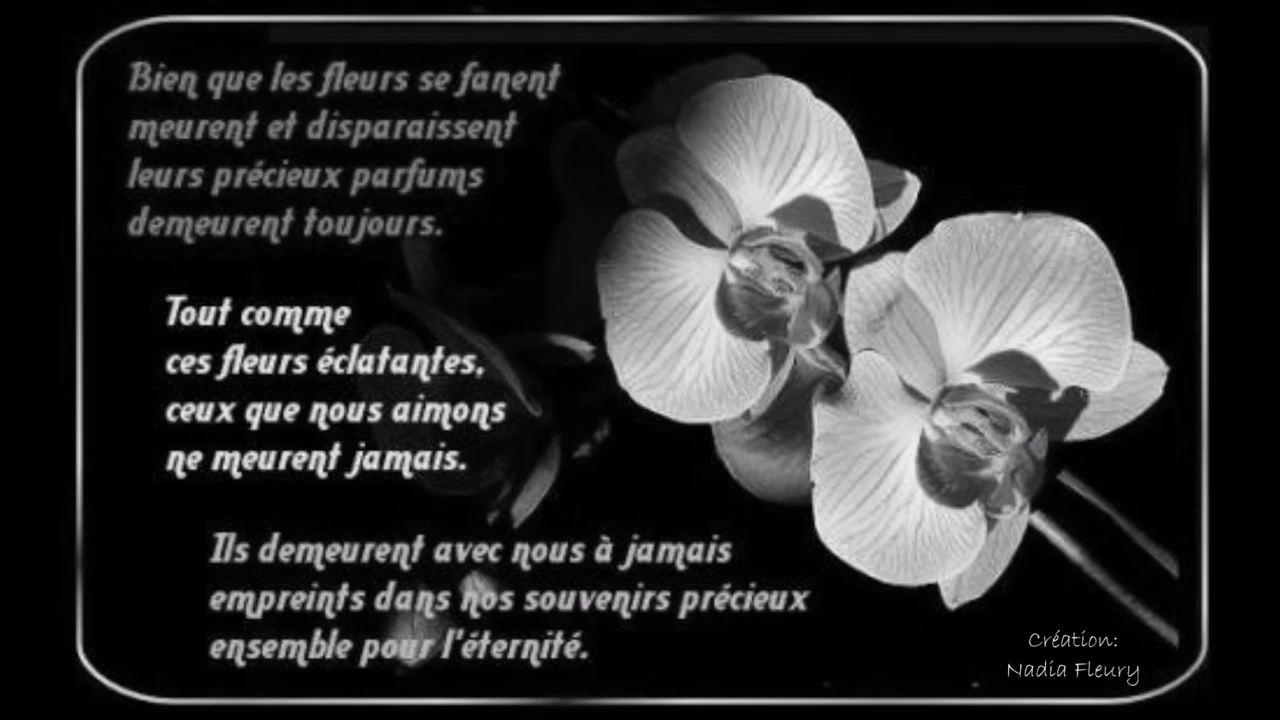 Bien que les fleurs se fanent
meurent et disparaissent
leurs précieux parfums
demeurent toujours.
Tout comme
ces fleurs éclatantes,
ceux que nous aimons
ne meurent jamais.
Ils demeurent avec nous à jamais
empreints dans nos souvenirs précieux
ensemble pour l'éternité.
Création:
Nadia Fleury